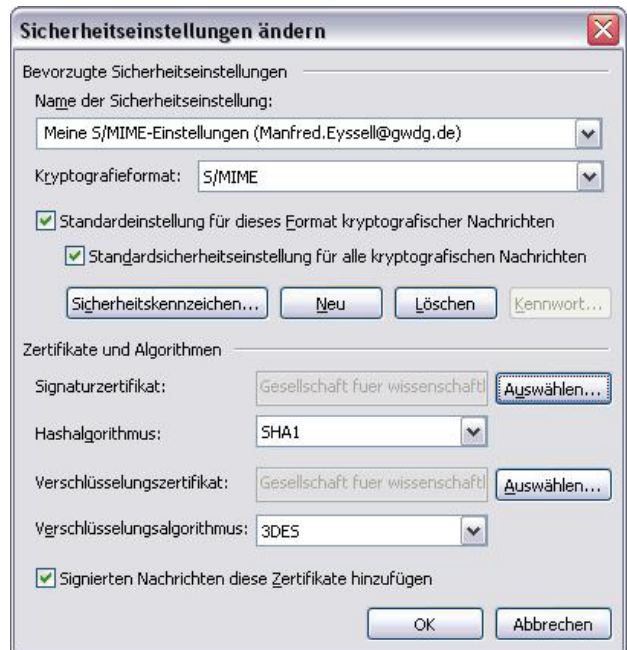 Sicherheitseinstellungen ändern
Bevorzugte Sicherheitseinstellungen
Name der Sicherheitseinstellung:
Meine S/MIME-Einstellungen (Manfred.Eyssell@gwdg.de)
Kryptografieformat: S/MIME
Standardeinstellung für dieses Format kryptografischer Nachrichten
Standardsicherheitseinstellung für alle kryptografischen Nachrichten
Sicherheitskennzeichen... Neu Löschen Kennwort...
Zertifikate und Algorithmen
Signaturzertifikat: Gesellschaft fuer wissenschaftl Auswählen...
Hashalgorithmus: SHA1
Verschlüsselungszertifikat: Gesellschaft fuer wissenschaftl Auswählen...
Verschlüsselungsalgorithmus: 3DES
Signierten Nachrichten diese Zertifikate hinzufügen
OK Abbrechen